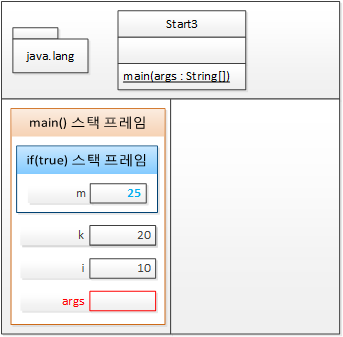 Start3
java.lang
main(args : String[])
main() 스택 프레임
if(true) 스택 프레임
m 25
k 20
i 10
args